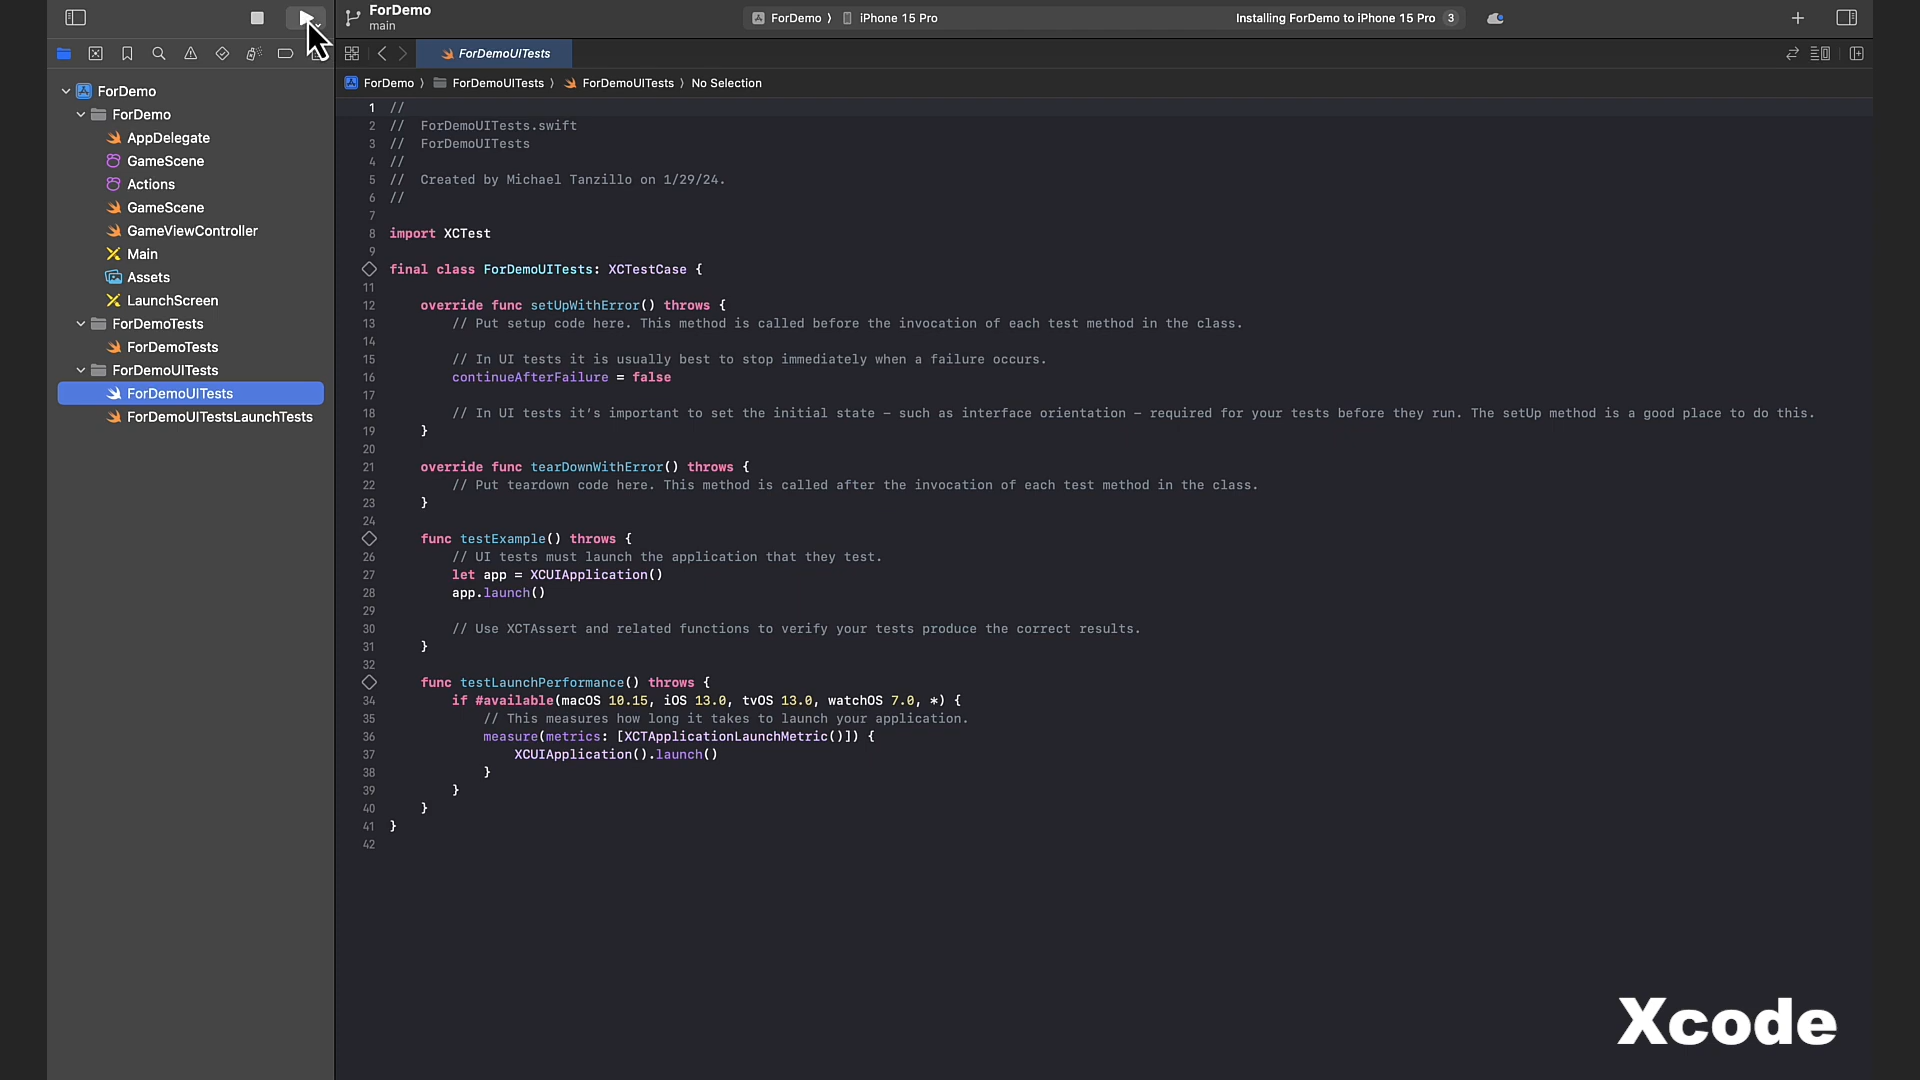 ForDemo
main
ForDemo 〉 iPhone 15 Pro
Installing ForDemo to iPhone 15 Pro 3
ForDemoUITests
ForDemo 〉 ForDemoUITests 〉 ForDemoUITests 〉 No Selection
ForDemo
ForDemo
AppDelegate
GameScene
Actions
GameScene
GameViewController
Main
Assets
LaunchScreen
ForDemoTests
ForDemoTests
ForDemoUITests
ForDemoUITests
ForDemoUITestsLaunchTests
1 //
2 //  ForDemoUITests.swift
3 //  ForDemoUITests
4 //
5 //  Created by Michael Tanzillo on 1/29/24.
6 //
7
8 import XCTest
9
final class ForDemoUITests: XCTestCase {
11
12     override func setUpWithError() throws {
13         // Put setup code here. This method is called before the invocation of each test method in the class.
14
15         // In UI tests it is usually best to stop immediately when a failure occurs.
16         continueAfterFailure = false
17
18         // In UI tests it's important to set the initial state - such as interface orientation - required for your tests before they run. The setUp method is a good place to do this.
19     }
20
21     override func tearDownWithError() throws {
22         // Put teardown code here. This method is called after the invocation of each test method in the class.
23     }
24
func testExample() throws {
26         // UI tests must launch the application that they test.
27         let app = XCUIApplication()
28         app.launch()
29
30         // Use XCTAssert and related functions to verify your tests produce the correct results.
31     }
32
func testLaunchPerformance() throws {
34         if #available(macOS 10.15, iOS 13.0, tvOS 13.0, watchOS 7.0, *) {
35             // This measures how long it takes to launch your application.
36             measure(metrics: [XCTApplicationLaunchMetric()]) {
37                 XCUIApplication().launch()
38             }
39         }
40     }
41 }
42
Xcode